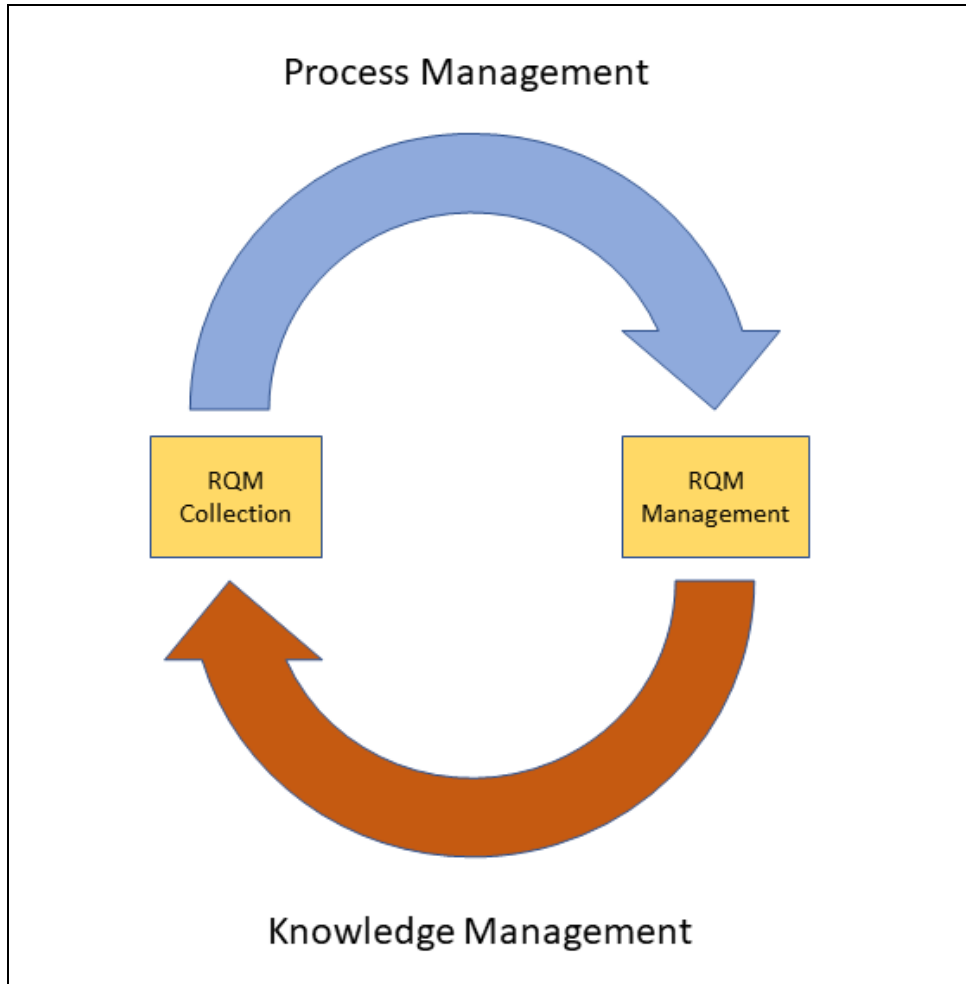 Process Management
RQM
Collection
RQM
Management
Knowledge Management